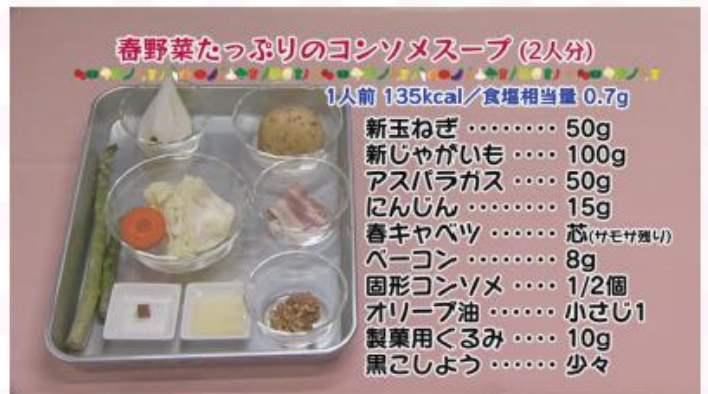 春野菜たっぷりのコンソメスープ (2人分)
1人前 135kcal/食塩相当量 0.7g
新玉ねぎ ‥‥‥‥ 50g
新じゃがいも ‥‥ 100g
アスパラガス ‥‥ 50g
にんじん ‥‥‥‥ 15g
春キャベツ ‥‥‥ 芯(サモサ残り)
ベーコン ‥‥‥‥ 8g
固形コンソメ ‥‥ 1/2個
オリーブ油 ‥‥‥ 小さじ1
製菓用くるみ ‥‥ 10g
黒こしょう ‥‥‥ 少々